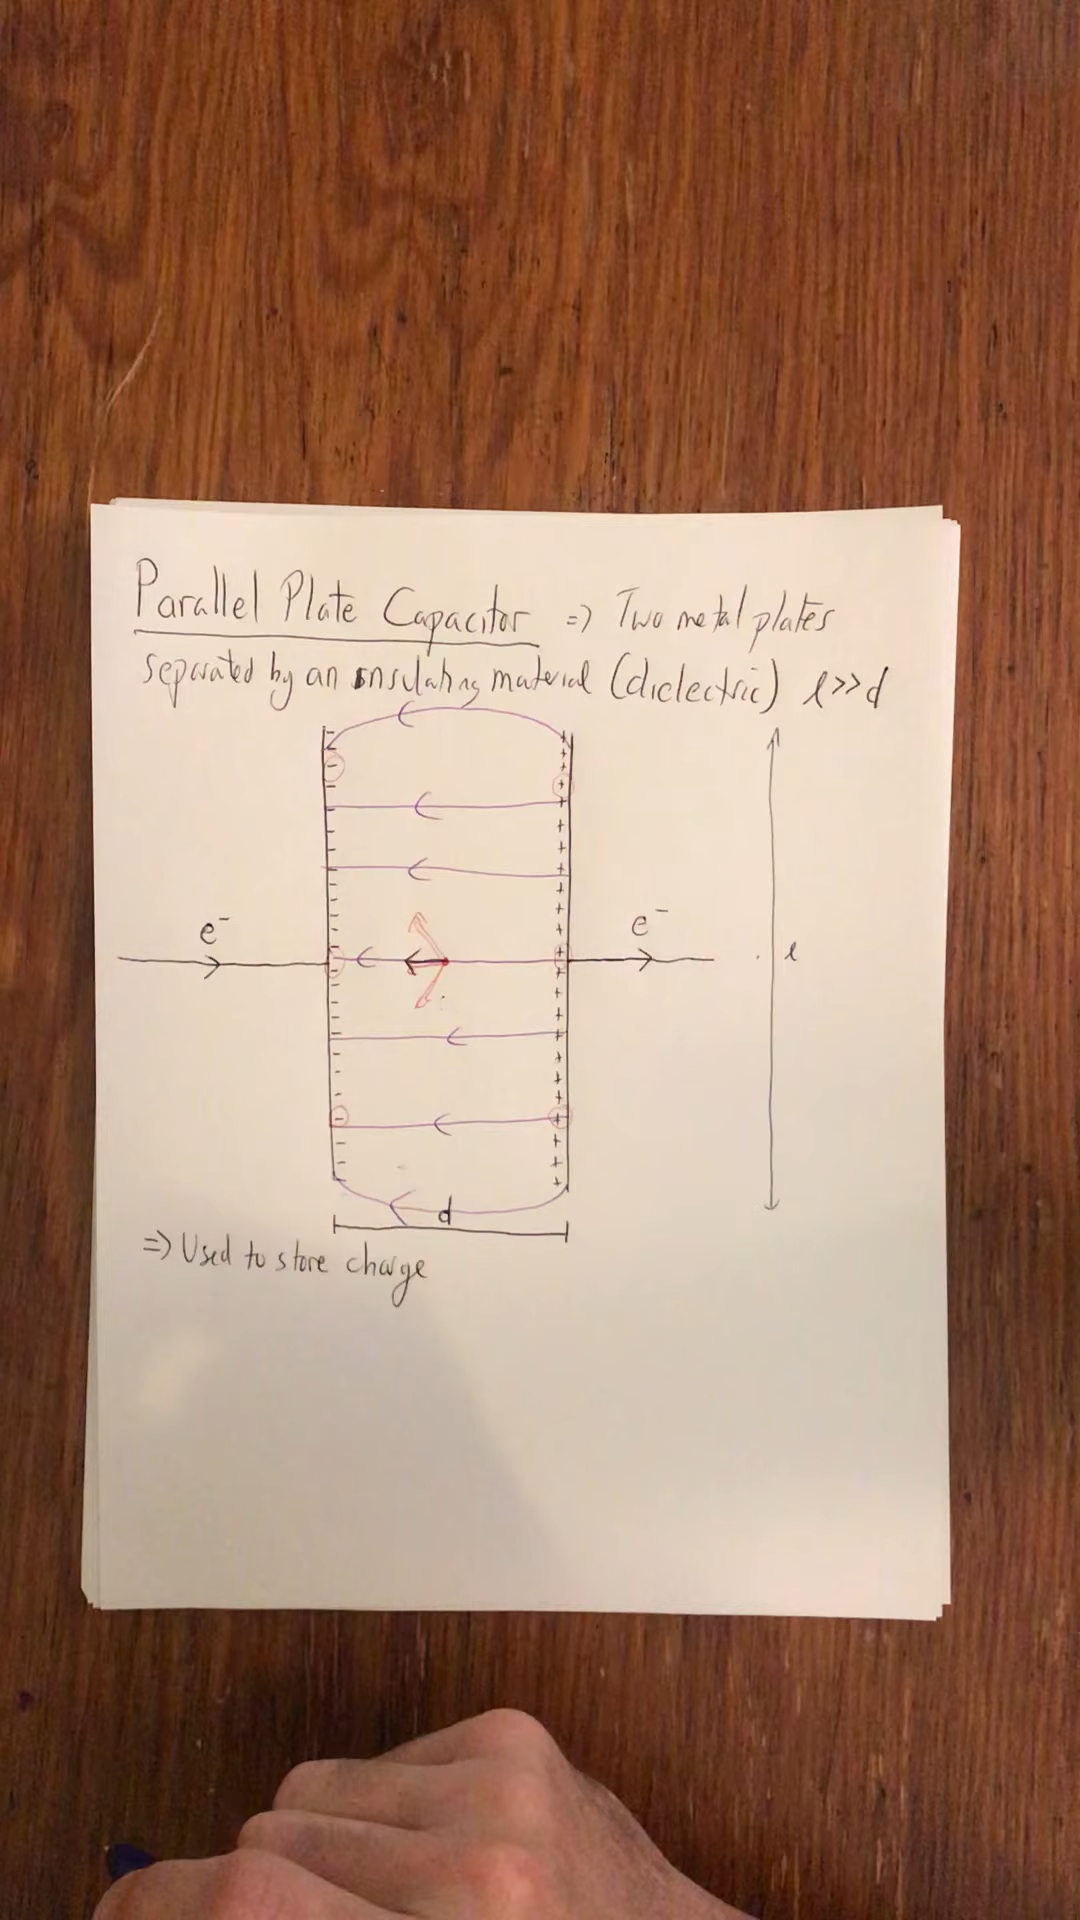 Parallel Plate Capacitor => Two metal plates
separated by an insulating material (dielectric) l>>d
e⁻
e⁻
l
d
=> Used to store charge